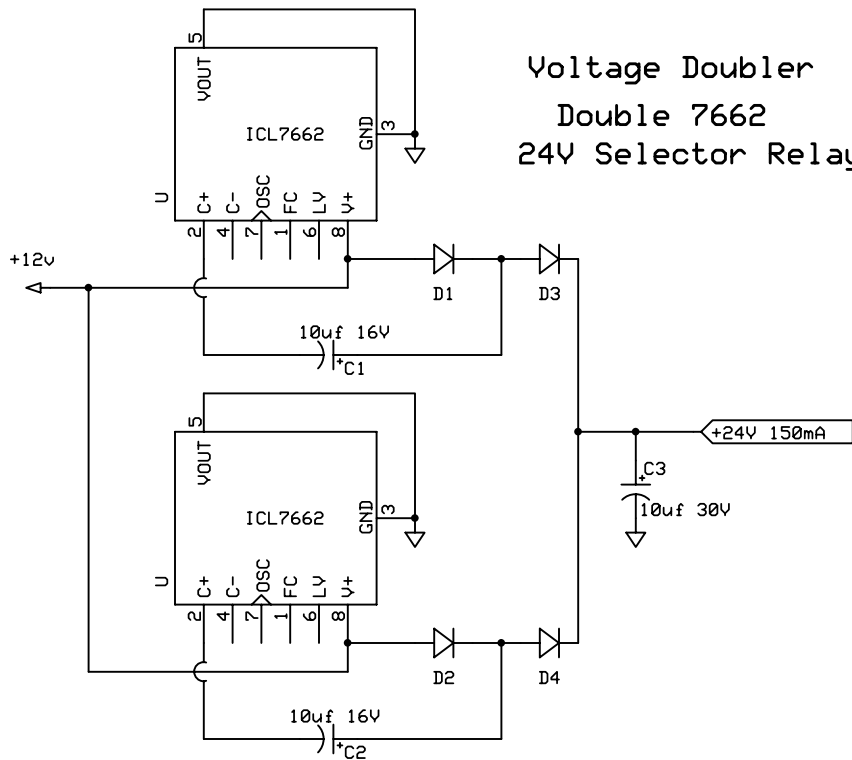 Voltage Doubler
Double 7662
24V Selector Relay
5
VOUT
ICL7662
GND
3
U
C+
C-
OSC
FC
LV
V+
2
4
7
1
6
8
+12v
D1
D3
10uf 16V
+C1
5
VOUT
ICL7662
GND
3
+24V 150mA
+C3
10uf 30V
U
C+
C-
OSC
FC
LV
V+
2
4
7
1
6
8
D2
D4
10uf 16V
+C2